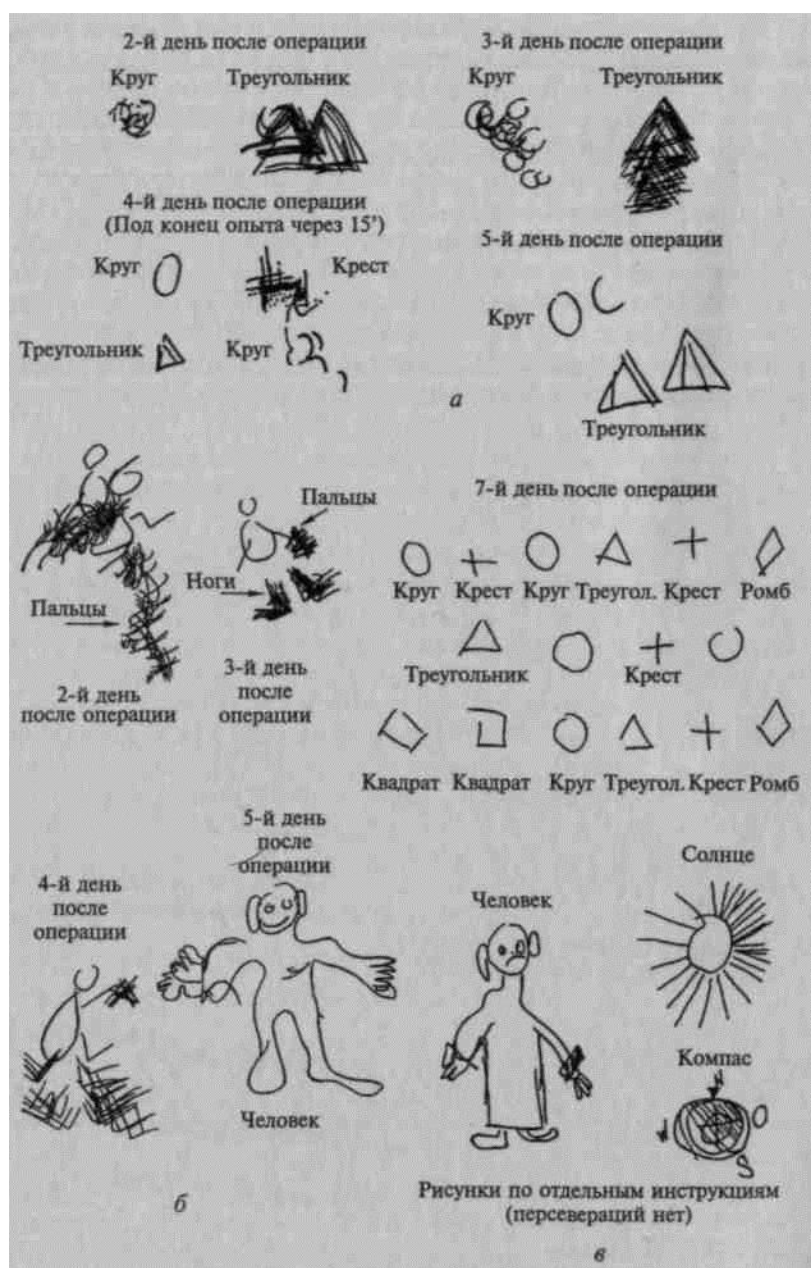 2-й день после операции
Круг Треугольник
3-й день после операции
Круг Треугольник
4-й день после операции
(Под конец опыта через 15')
Круг Крест
Треугольник Круг
5-й день после операции
Круг
Треугольник
а
Пальцы
2-й день
после операции
Пальцы
Ноги
3-й день
после
операции
4-й день
после
операции
5-й день
после
операции
Человек
б
7-й день после операции
Круг Крест Круг Треугол. Крест Ромб
Треугольник Крест
Квадрат Квадрат Круг Треугол. Крест Ромб
Человек
Солнце
Компас
N
O
S
Рисунки по отдельным инструкциям
(персевераций нет)
в